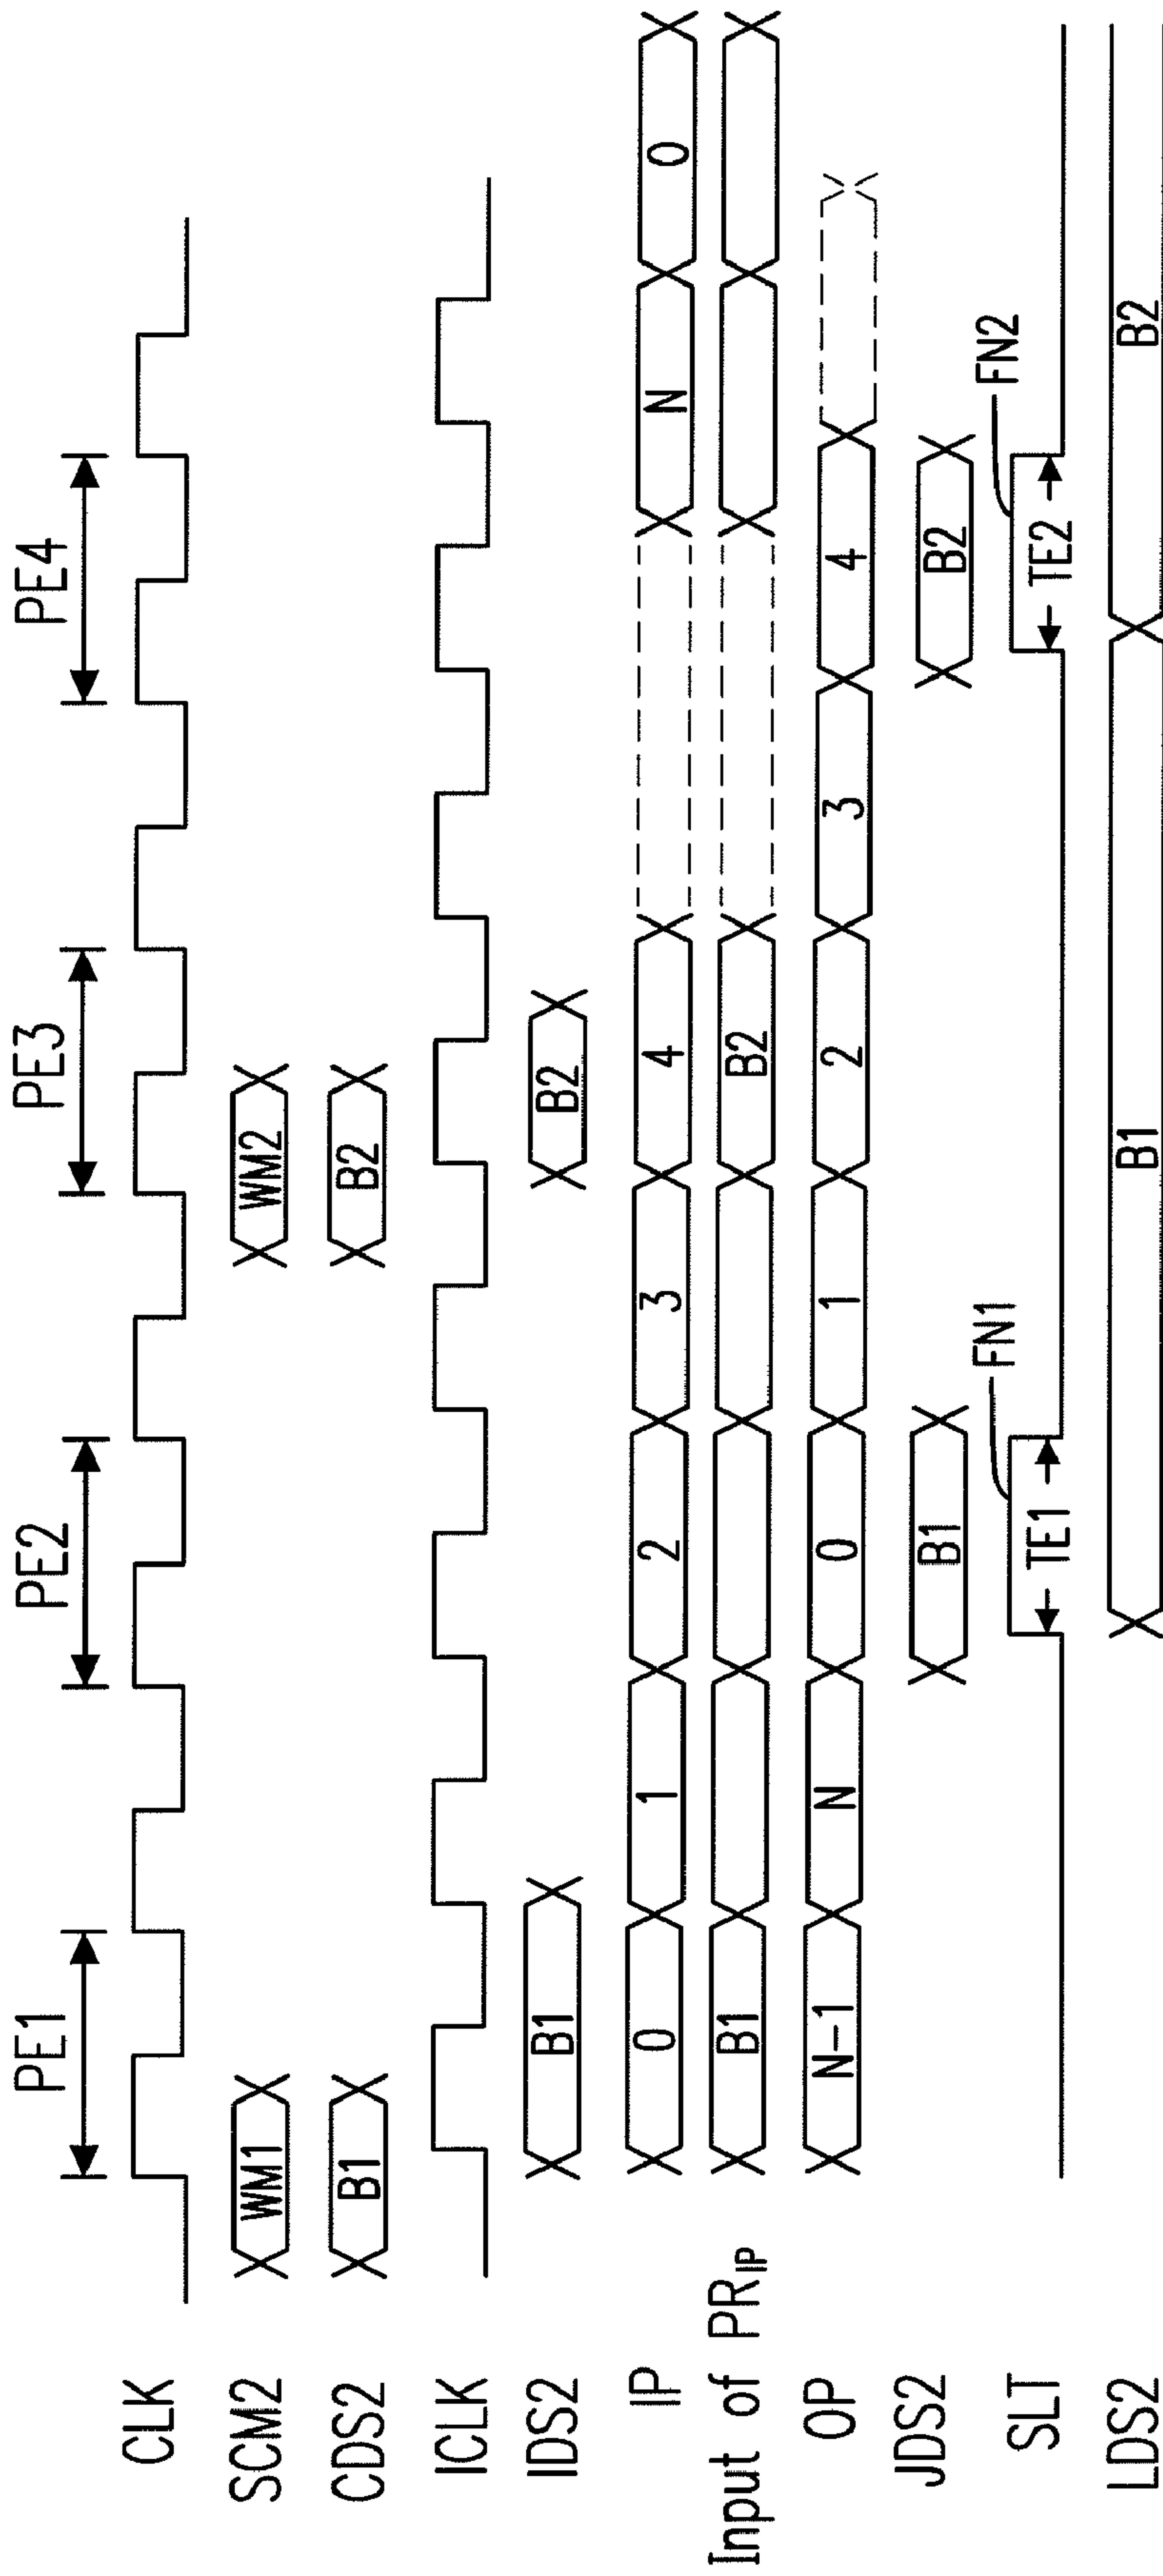 PE1 PE2 PE3 PE4
CLK
SCM2 WM1 WM2
CDS2 B1 B2
ICLK
IDS2 B1 B2
IP 0 1 2 3 4 N 0
Input of PR_IP B1 B2
OP N-1 N 0 1 2 3 4
JDS2 B1 B2
FN1 FN2
SLT TE1 TE2
LDS2 B1 B2